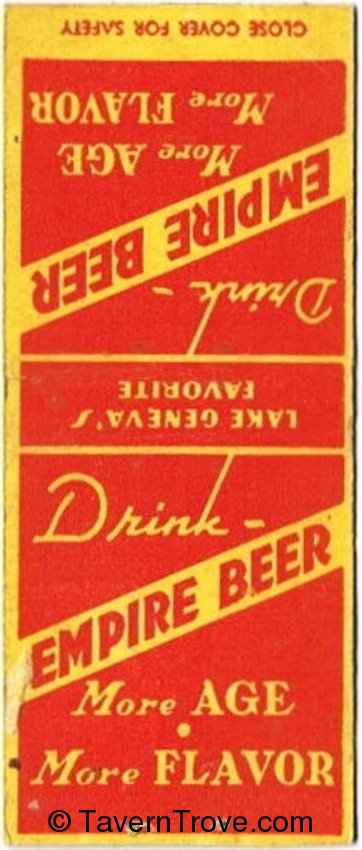 CLOSE COVER FOR SAFETY
More FLAVOR
More AGE
EMPIRE BEER
Drink-
LAKE GENEVA'S
FAVORITE
Drink-
EMPIRE BEER
More AGE
•
More FLAVOR
© TavernTrove.com